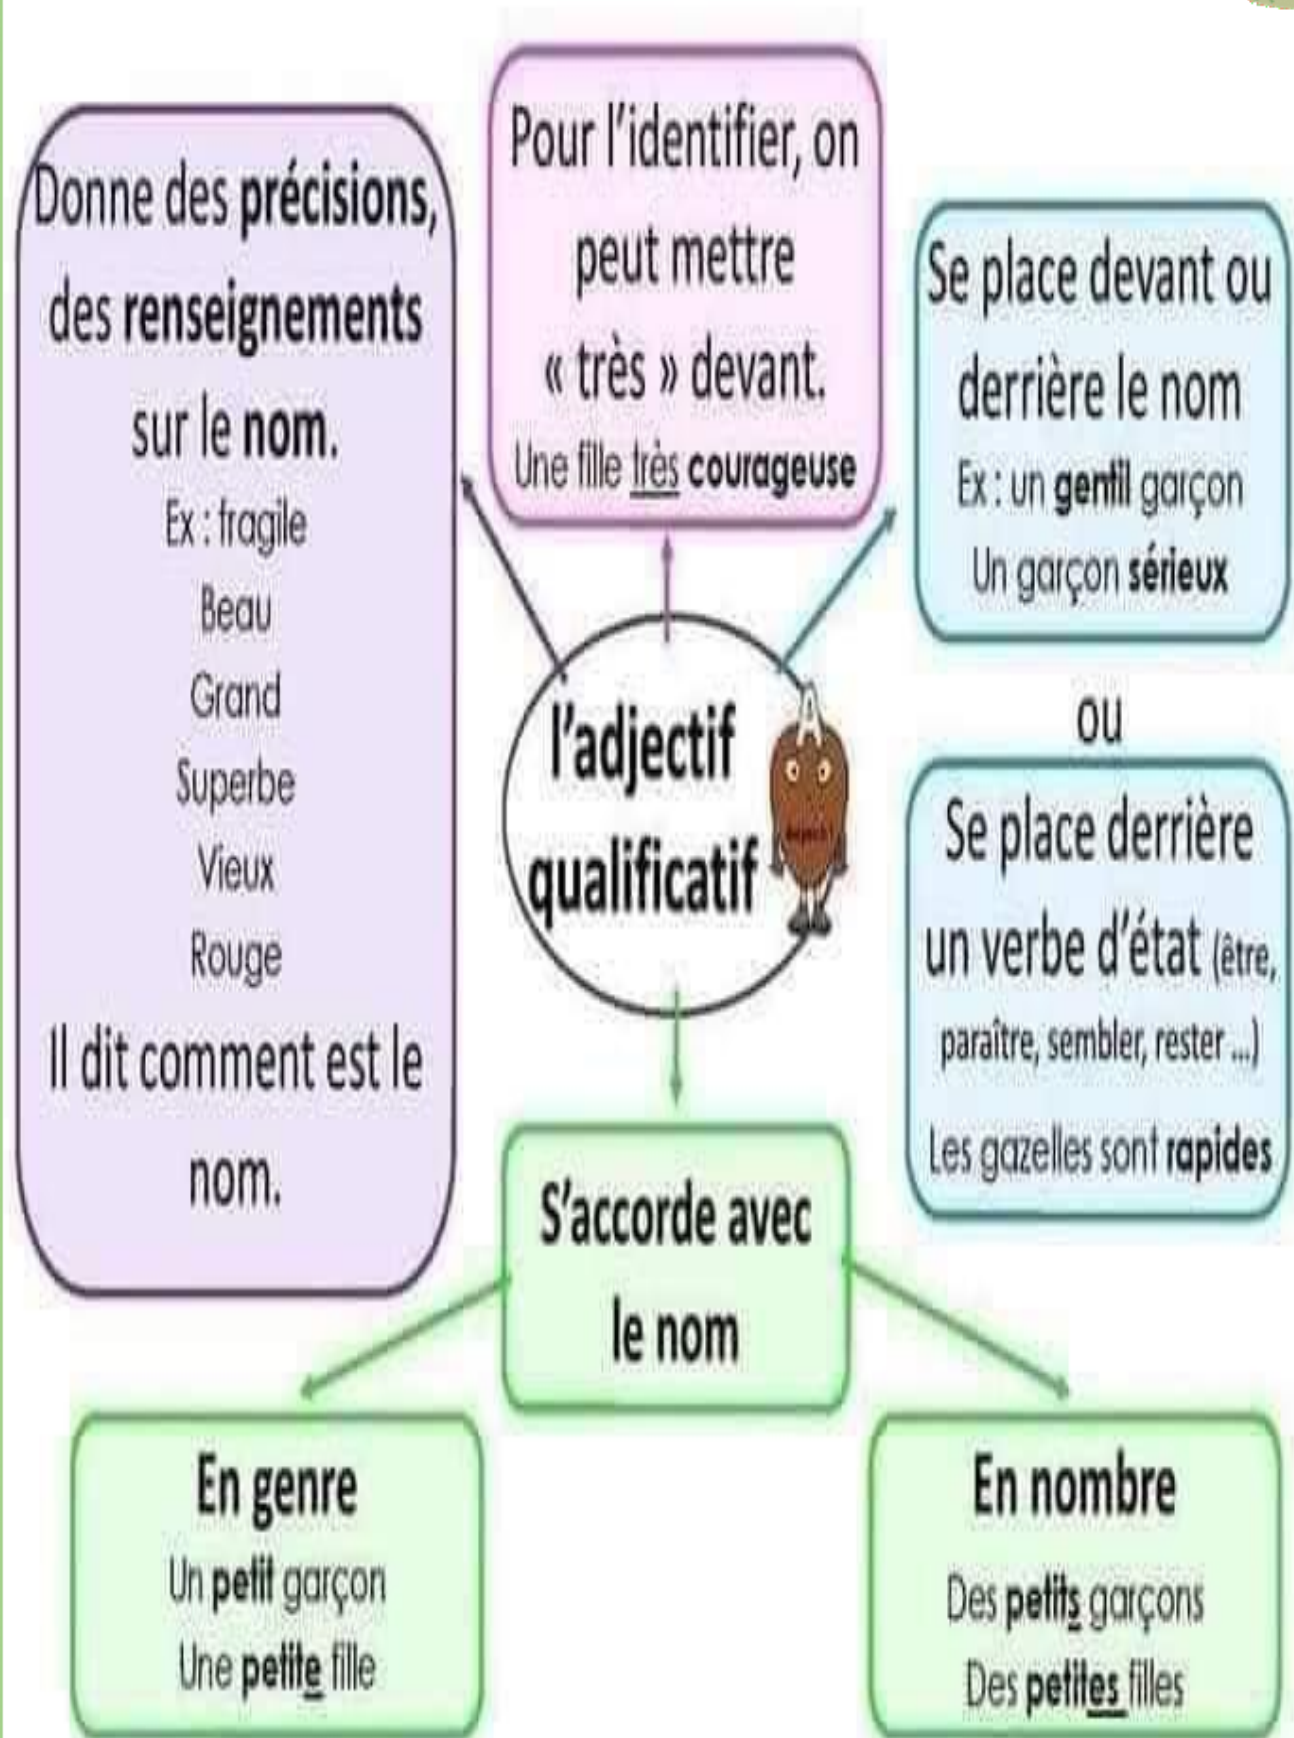 Donne des précisions,
des renseignements
sur le nom.
Ex : fragile
Beau
Grand
Superbe
Vieux
Rouge
Il dit comment est le
nom.
Pour l'identifier, on
peut mettre
« très » devant.
Une fille très courageuse
Se place devant ou
derrière le nom
Ex : un gentil garçon
Un garçon sérieux
ou
Se place derrière
un verbe d'état (être,
paraître, sembler, rester ...)
Les gazelles sont rapides
l'adjectif
qualificatif
A
S'accorde avec
le nom
En genre
Un petit garçon
Une petite fille
En nombre
Des petits garçons
Des petites filles